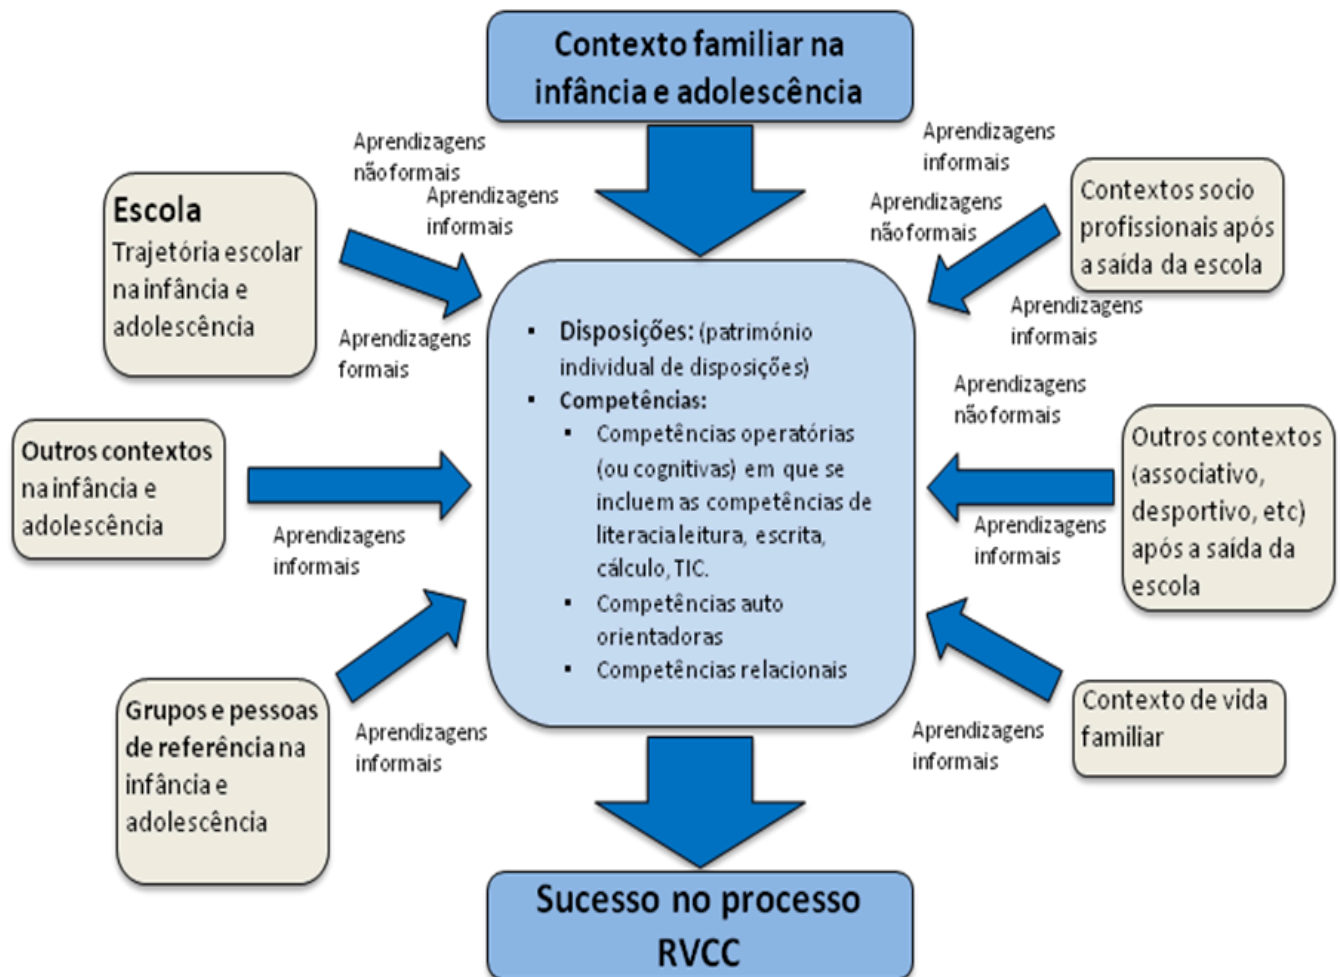 Contexto familiar na
infância e adolescência
Aprendizagens
não formais
Aprendizagens
informais
Escola
Trajetória escolar
na infância e
adolescência
Aprendizagens
formais
Outros contextos
na infância e
adolescência
Aprendizagens
informais
Grupos e pessoas
de referência na
infância e
adolescência
Aprendizagens
informais
▪ Disposições: (património
individual de disposições)
▪ Competências:
▪ Competências operatórias
(ou cognitivas) em que se
incluem as competências de
literacia leitura, escrita,
cálculo, TIC.
▪ Competências auto
orientadoras
▪ Competências relacionais
Aprendizagens
informais
Aprendizagens
não formais
Contextos socio
profissionais após
a saída da escola
Aprendizagens
informais
Aprendizagens
não formais
Outros contextos
(associativo,
desportivo, etc)
após a saída da
escola
Aprendizagens
informais
Contexto de vida
familiar
Aprendizagens
informais
Sucesso no processo
RVCC